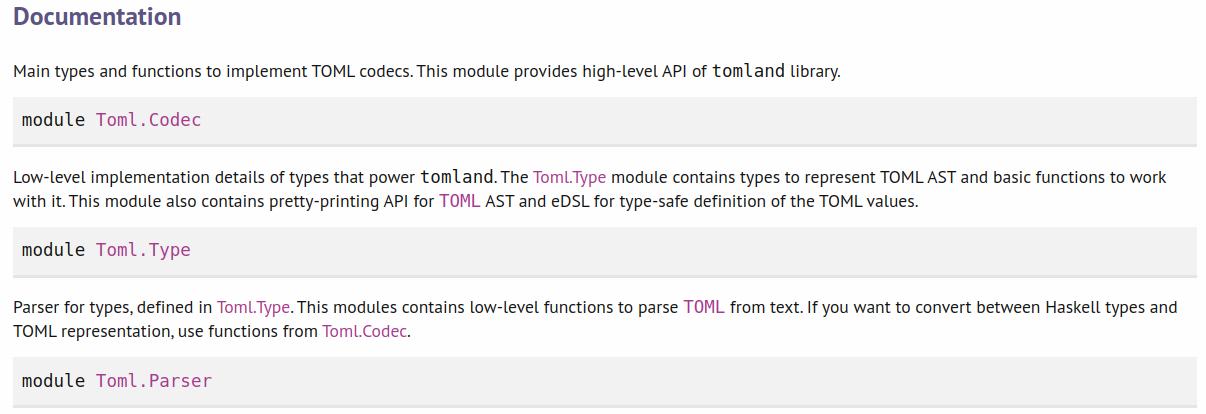 Documentation
Main types and functions to implement TOML codecs. This module provides high-level API of tomland library.
module Toml.Codec
Low-level implementation details of types that power tomland. The Toml.Type module contains types to represent TOML AST and basic functions to work
with it. This module also contains pretty-printing API for TOML AST and eDSL for type-safe definition of the TOML values.
module Toml.Type
Parser for types, defined in Toml.Type. This modules contains low-level functions to parse TOML from text. If you want to convert between Haskell types and
TOML representation, use functions from Toml.Codec.
module Toml.Parser